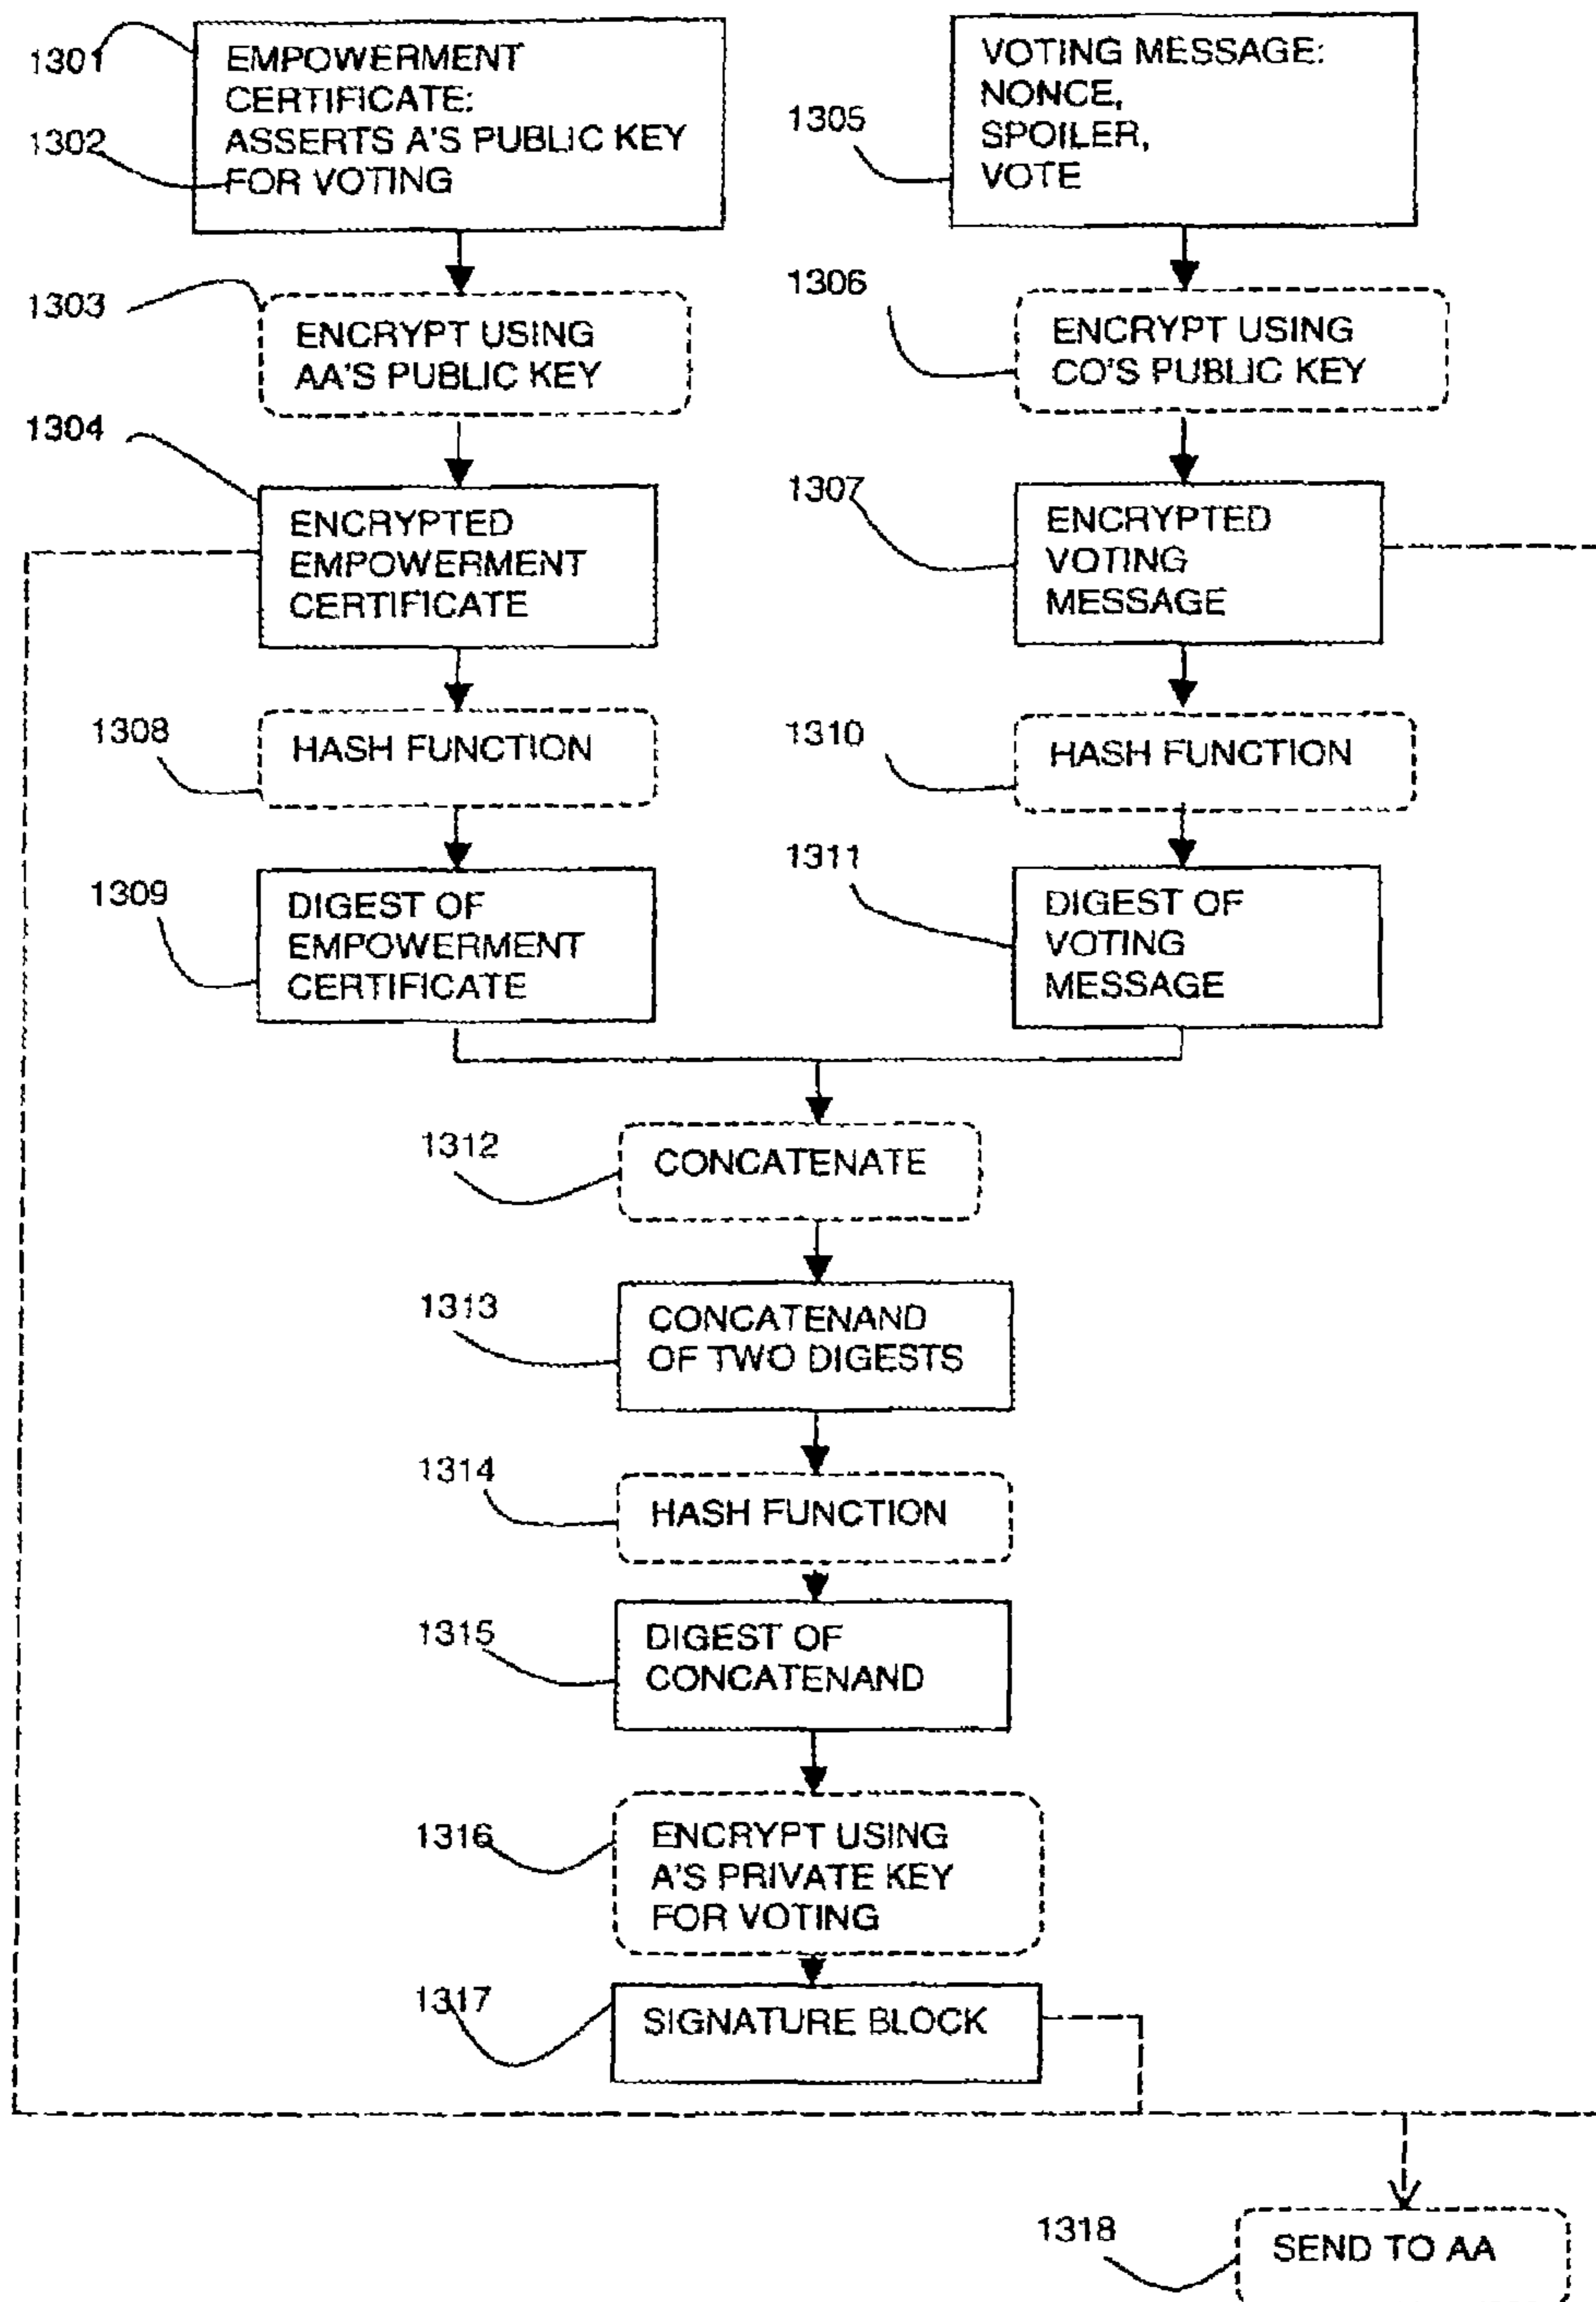 1301
EMPOWERMENT
CERTIFICATE:
1302
ASSERTS A'S PUBLIC KEY
FOR VOTING
VOTING MESSAGE:
NONCE,
1305
SPOILER,
VOTE
1303
ENCRYPT USING
AA'S PUBLIC KEY
1306
ENCRYPT USING
CO'S PUBLIC KEY
1304
ENCRYPTED
EMPOWERMENT
CERTIFICATE
1307
ENCRYPTED
VOTING
MESSAGE
1308
HASH FUNCTION
1310
HASH FUNCTION
1309
DIGEST OF
EMPOWERMENT
CERTIFICATE
1311
DIGEST OF
VOTING
MESSAGE
1312
CONCATENATE
1313
CONCATENAND
OF TWO DIGESTS
1314
HASH FUNCTION
1315
DIGEST OF
CONCATENAND
1316
ENCRYPT USING
A'S PRIVATE KEY
FOR VOTING
1317
SIGNATURE BLOCK
1318
SEND TO AA